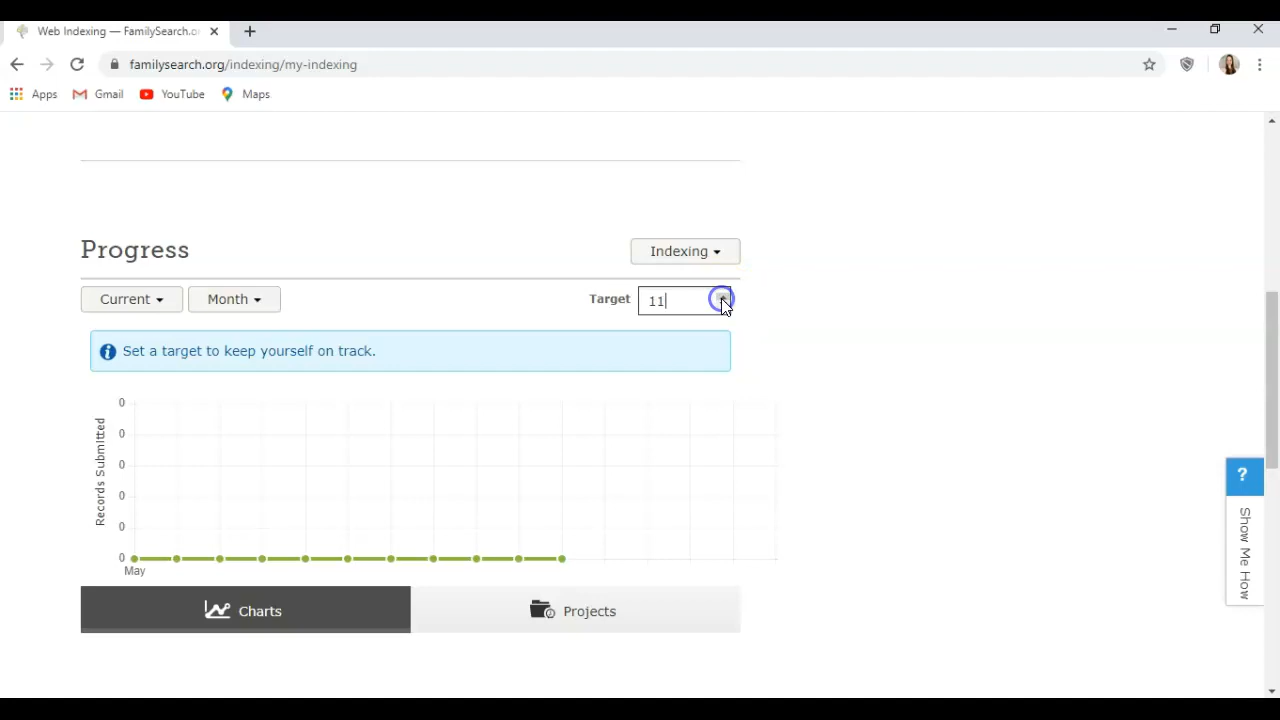 Web Indexing — FamilySearch.or
familysearch.org/indexing/my-indexing
Apps Gmail YouTube Maps
Progress
Indexing
Current Month Target 11
Set a target to keep yourself on track.
Records Submitted
0
0
0
0
0
0
May
Charts Projects
?
Show Me How